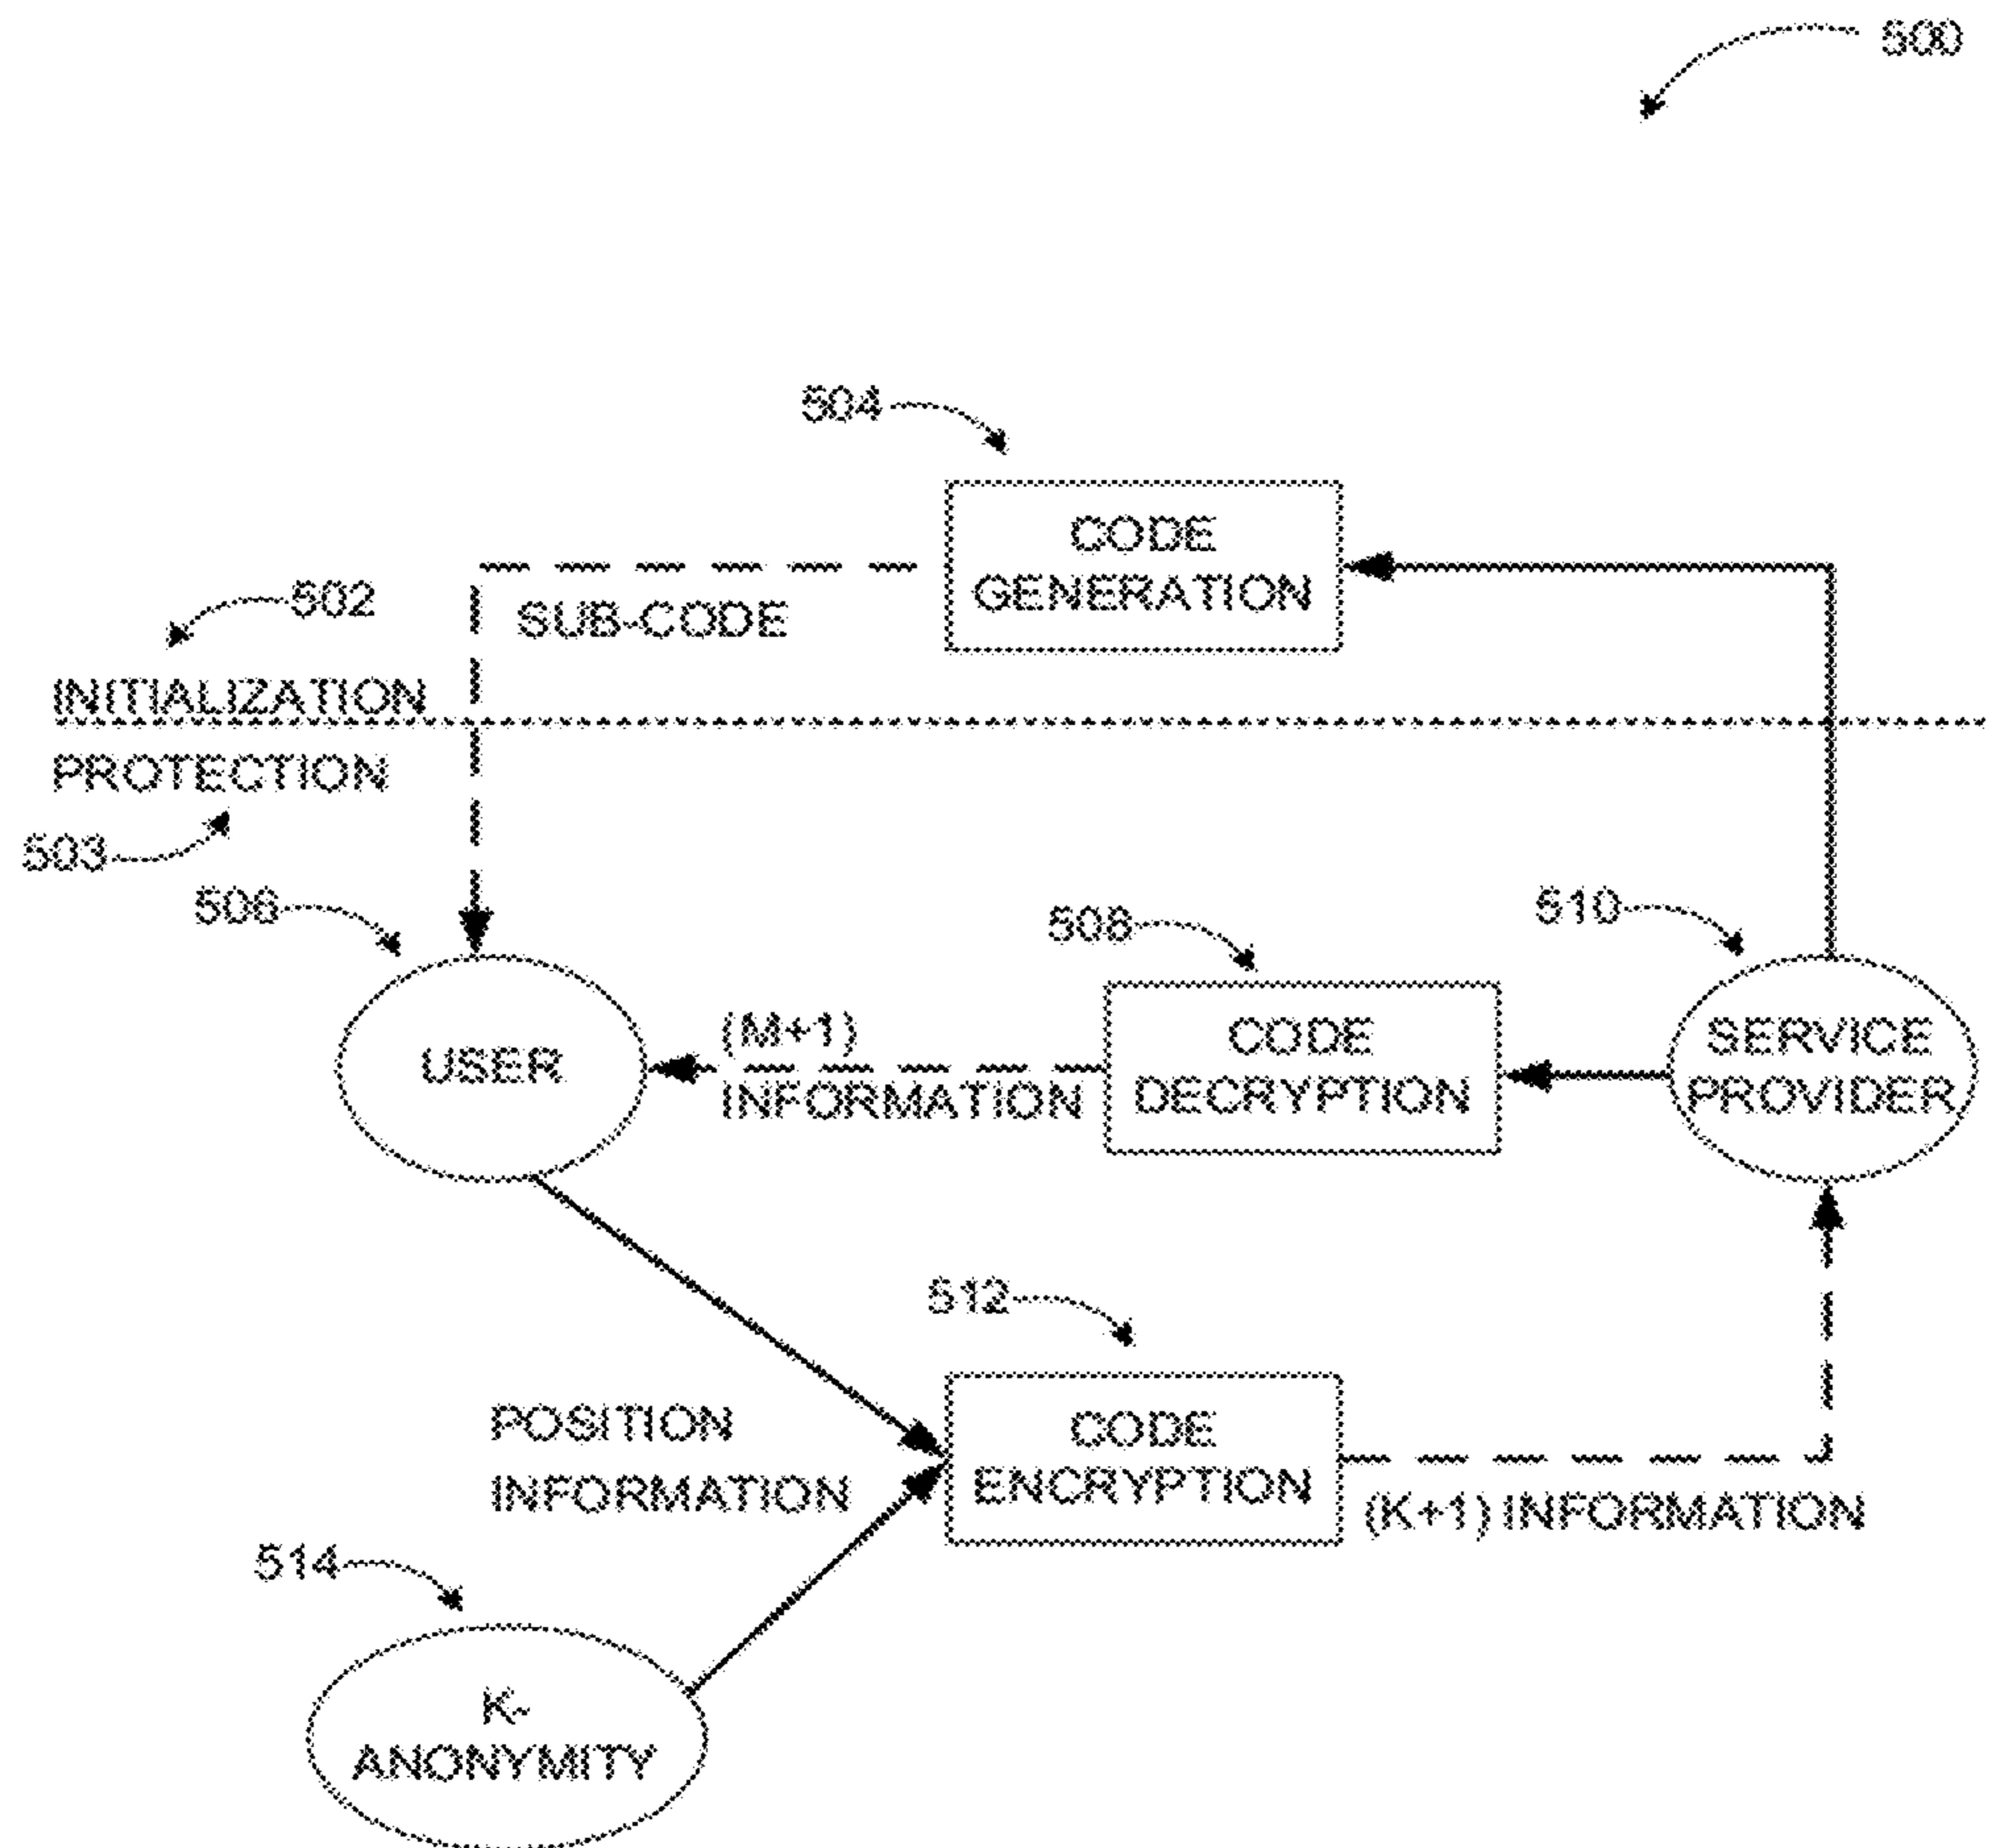 500
504
CODE
GENERATION
502
SUB-CODE
INITIALIZATION
PROTECTION
503
506
508
510
USER
(M+1)
INFORMATION
CODE
DECRYPTION
SERVICE
PROVIDER
512
POSITION
INFORMATION
CODE
ENCRYPTION
(K+1) INFORMATION
514
K-
ANONYMITY